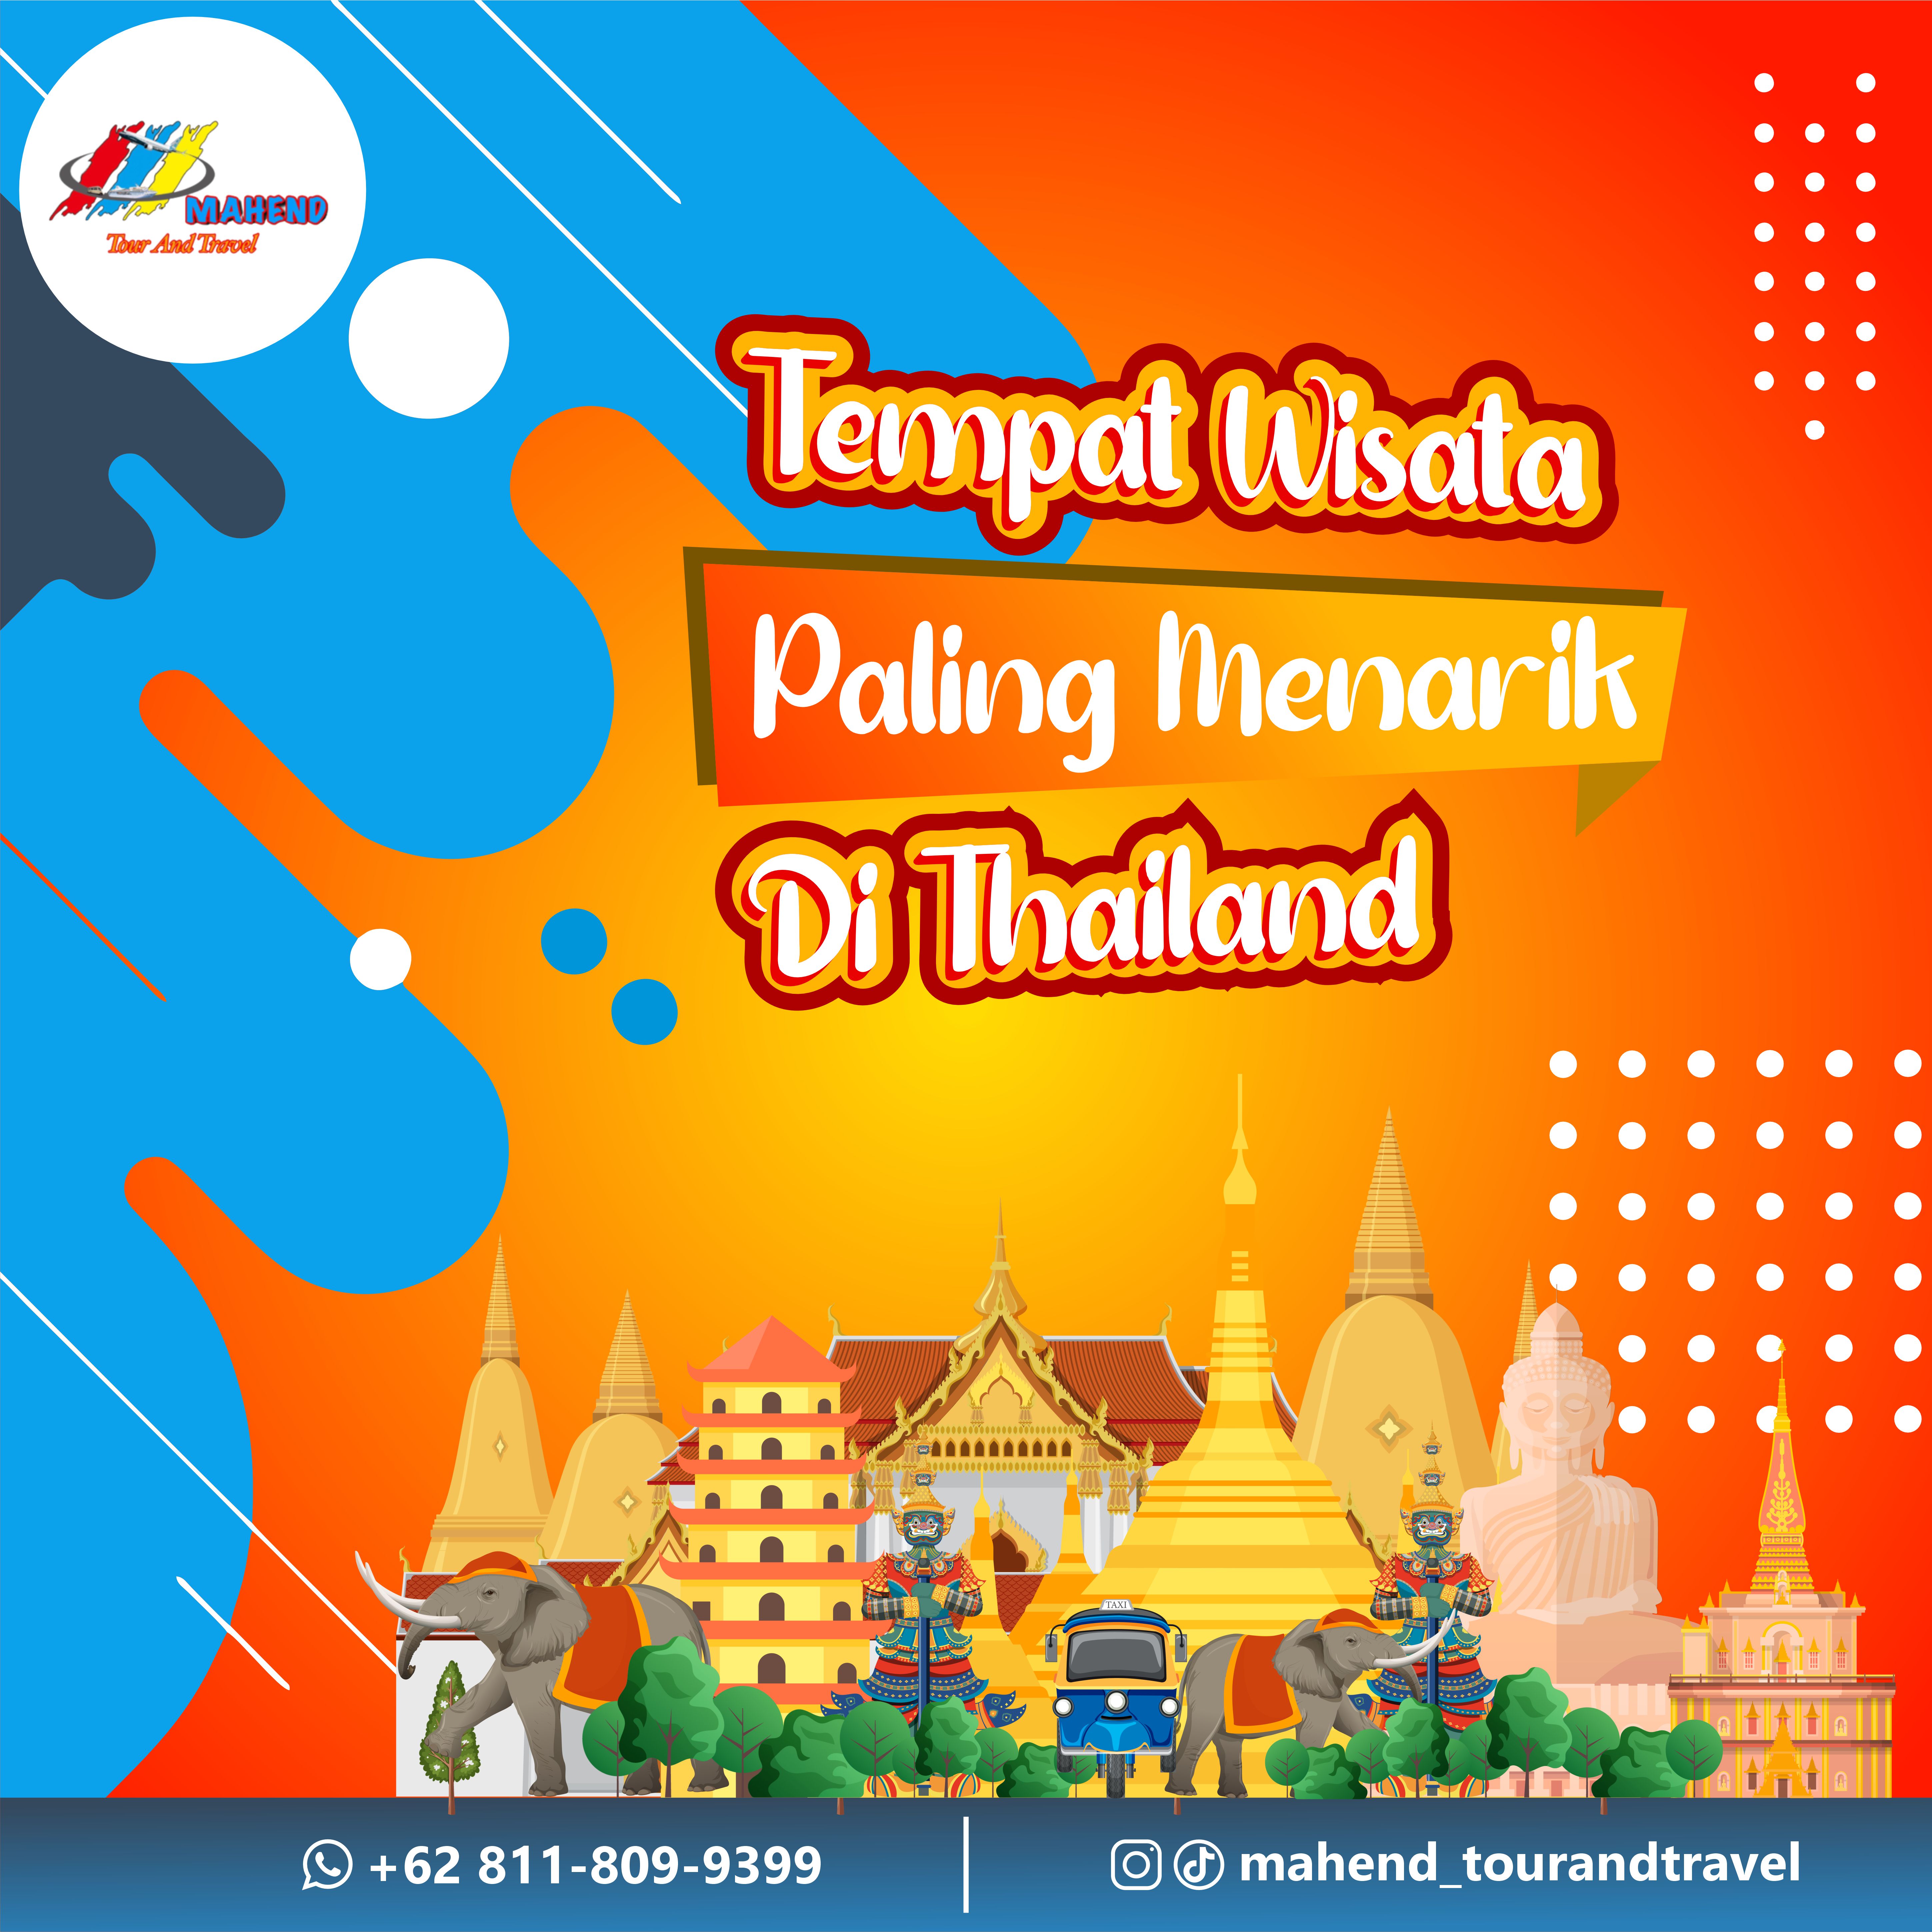 MAHEND
Tour And Travel
Tempat Wisata
Paling Menarik
Di Thailand
TAXI
+62 811-809-9399
mahend_tourandtravel